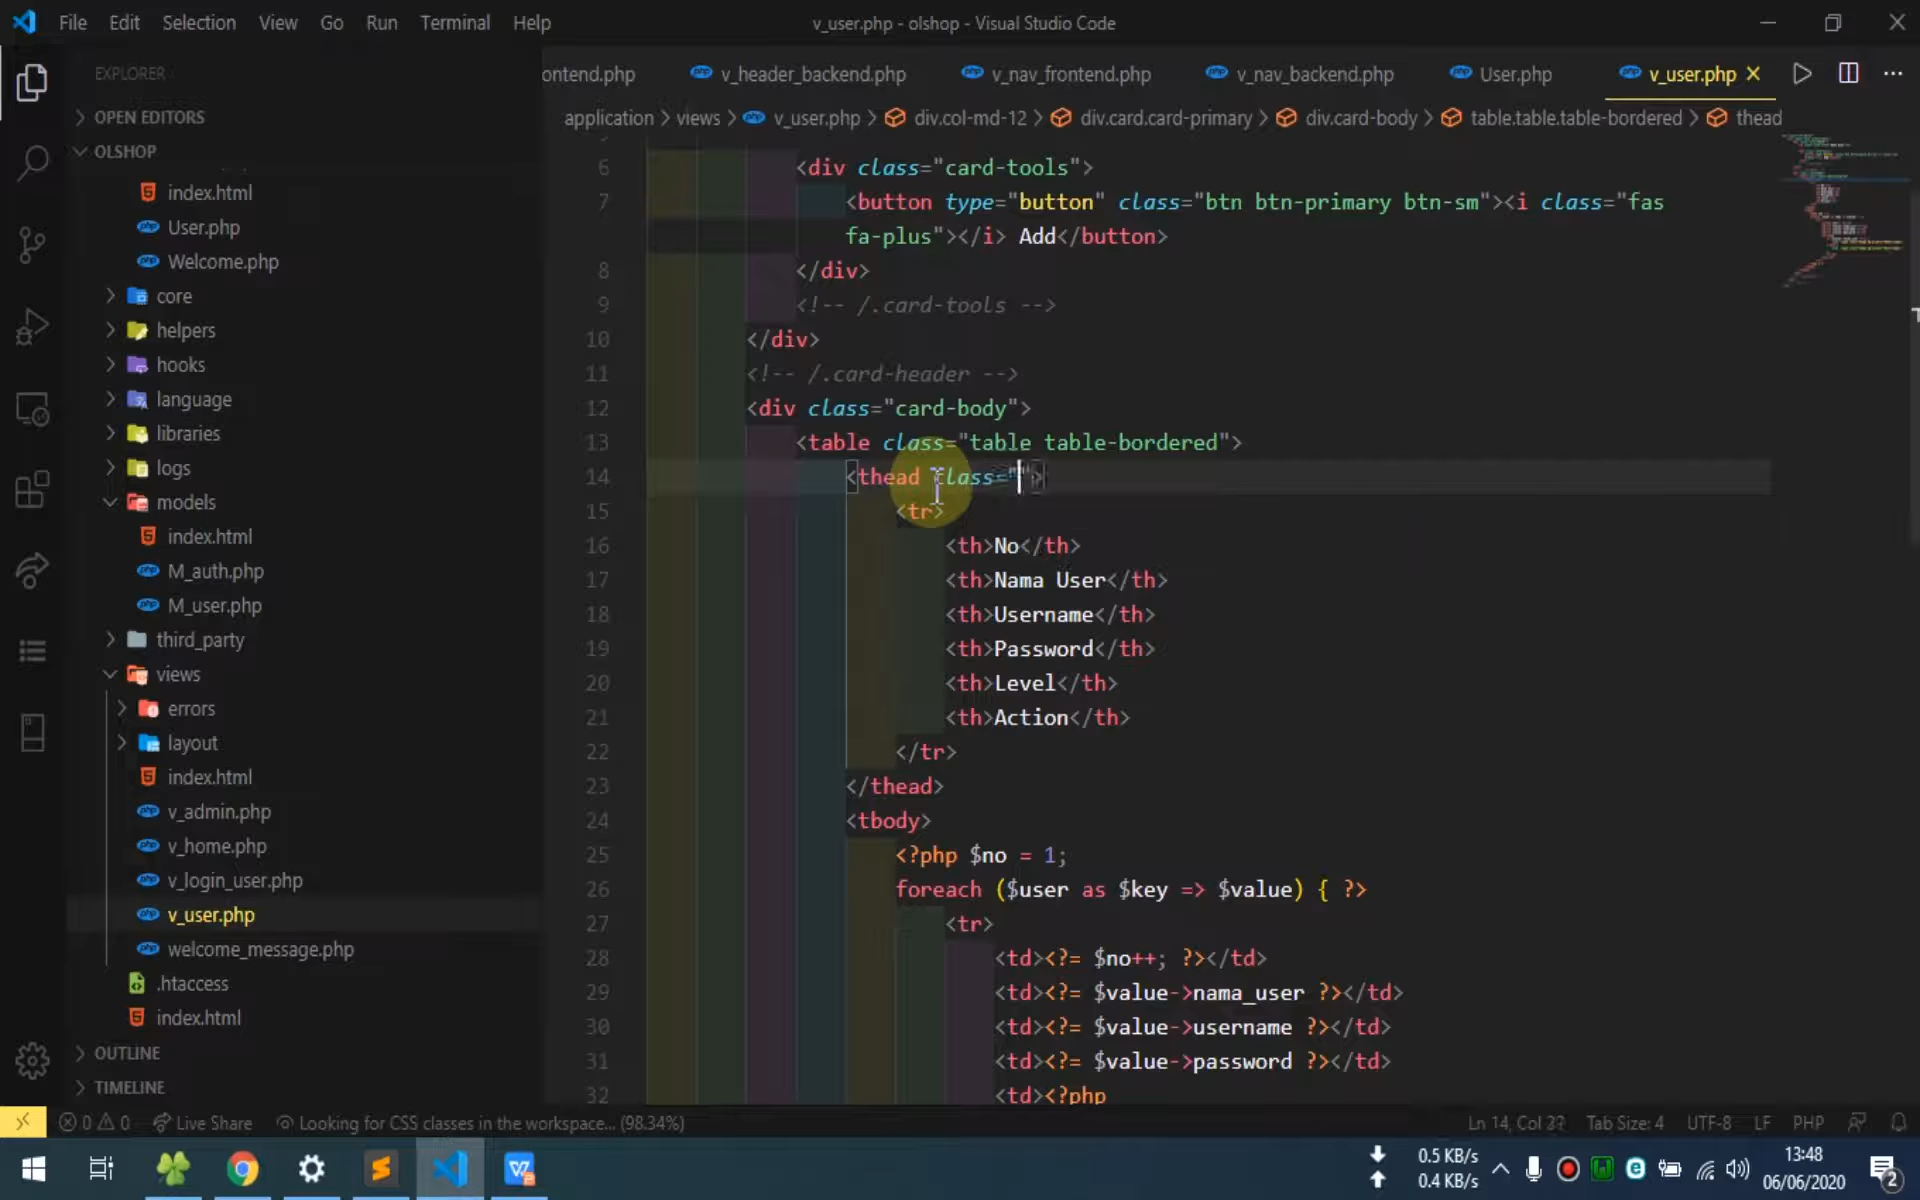 File Edit Selection View Go Run Terminal Help
v_user.php - olshop - Visual Studio Code
EXPLORER
ontend.php v_header_backend.php v_nav_frontend.php v_nav_backend.php User.php v_user.php
application > views > v_user.php > div.col-md-12 > div.card.card-primary > div.card-body > table.table.table-bordered > thead
OPEN EDITORS
OLSHOP
index.html
User.php
Welcome.php
core
helpers
hooks
language
libraries
logs
models
index.html
M_auth.php
M_user.php
third_party
views
errors
layout
index.html
v_admin.php
v_home.php
v_login_user.php
v_user.php
welcome_message.php
.htaccess
index.html
OUTLINE
TIMELINE
6 <div class="card-tools">
7 <button type="button" class="btn btn-primary btn-sm"><i class="fas
fa-plus"></i> Add</button>
8 </div>
9 <!-- /.card-tools -->
10 </div>
11 <!-- /.card-header -->
12 <div class="card-body">
13 <table class="table table-bordered">
14 <thead class="">
15 <tr>
16 <th>No</th>
17 <th>Nama User</th>
18 <th>Username</th>
19 <th>Password</th>
20 <th>Level</th>
21 <th>Action</th>
22 </tr>
23 </thead>
24 <tbody>
25 <?php $no = 1;
26 foreach ($user as $key => $value) { ?>
27 <tr>
28 <td><?= $no++; ?></td>
29 <td><?= $value->nama_user ?></td>
30 <td><?= $value->username ?></td>
31 <td><?= $value->password ?></td>
32 <td><?php
0 0 Live Share Looking for CSS classes in the workspace... (98.34%)
Ln 14, Col Tab Size: 4 UTF-8 LF PHP
0.5 KB/s
0.4 KB/s
13:48
06/06/2020
2